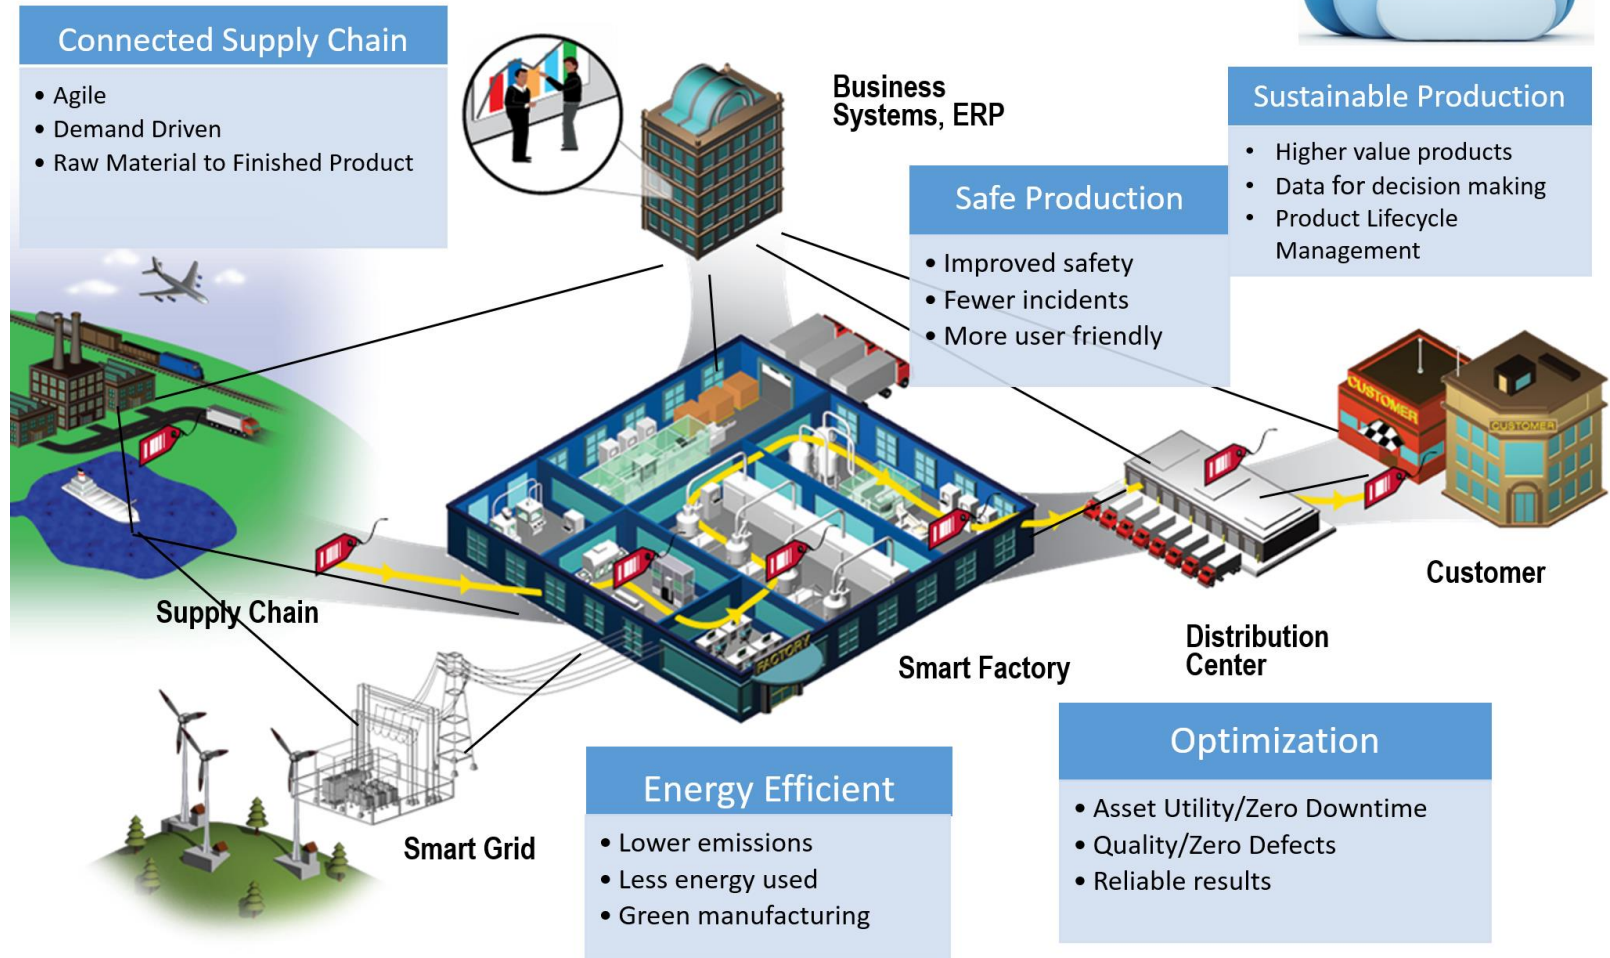 Connected Supply Chain
• Agile
• Demand Driven
• Raw Material to Finished Product
Business
Systems, ERP
Sustainable Production
• Higher value products
• Data for decision making
• Product Lifecycle
Management
Safe Production
• Improved safety
• Fewer incidents
• More user friendly
CUSTOMER
CUSTOMER
Customer
Supply Chain
FACTORY
Smart Factory
Distribution
Center
Smart Grid
Energy Efficient
• Lower emissions
• Less energy used
• Green manufacturing
Optimization
• Asset Utility/Zero Downtime
• Quality/Zero Defects
• Reliable results